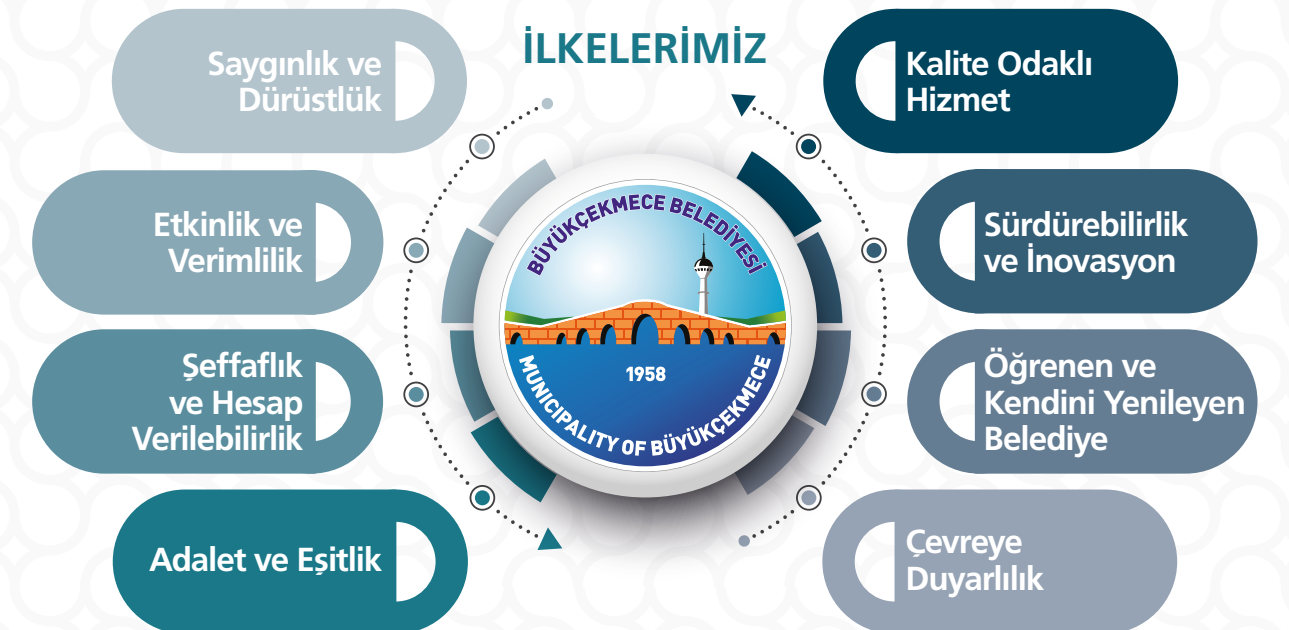 İLKELERİMİZ
Saygınlık ve
Dürüstlük
Etkinlik ve
Verimlilik
Şeffaflık
ve Hesap
Verilebilirlik
Adalet ve Eşitlik
BÜYÜKÇEKMECE BELEDİYESİ
1958
MUNICIPALITY OF BÜYÜKÇEKMECE
Kalite Odaklı
Hizmet
Sürdürebilirlik
ve İnovasyon
Öğrenen ve
Kendini Yenileyen
Belediye
Çevreye
Duyarlılık